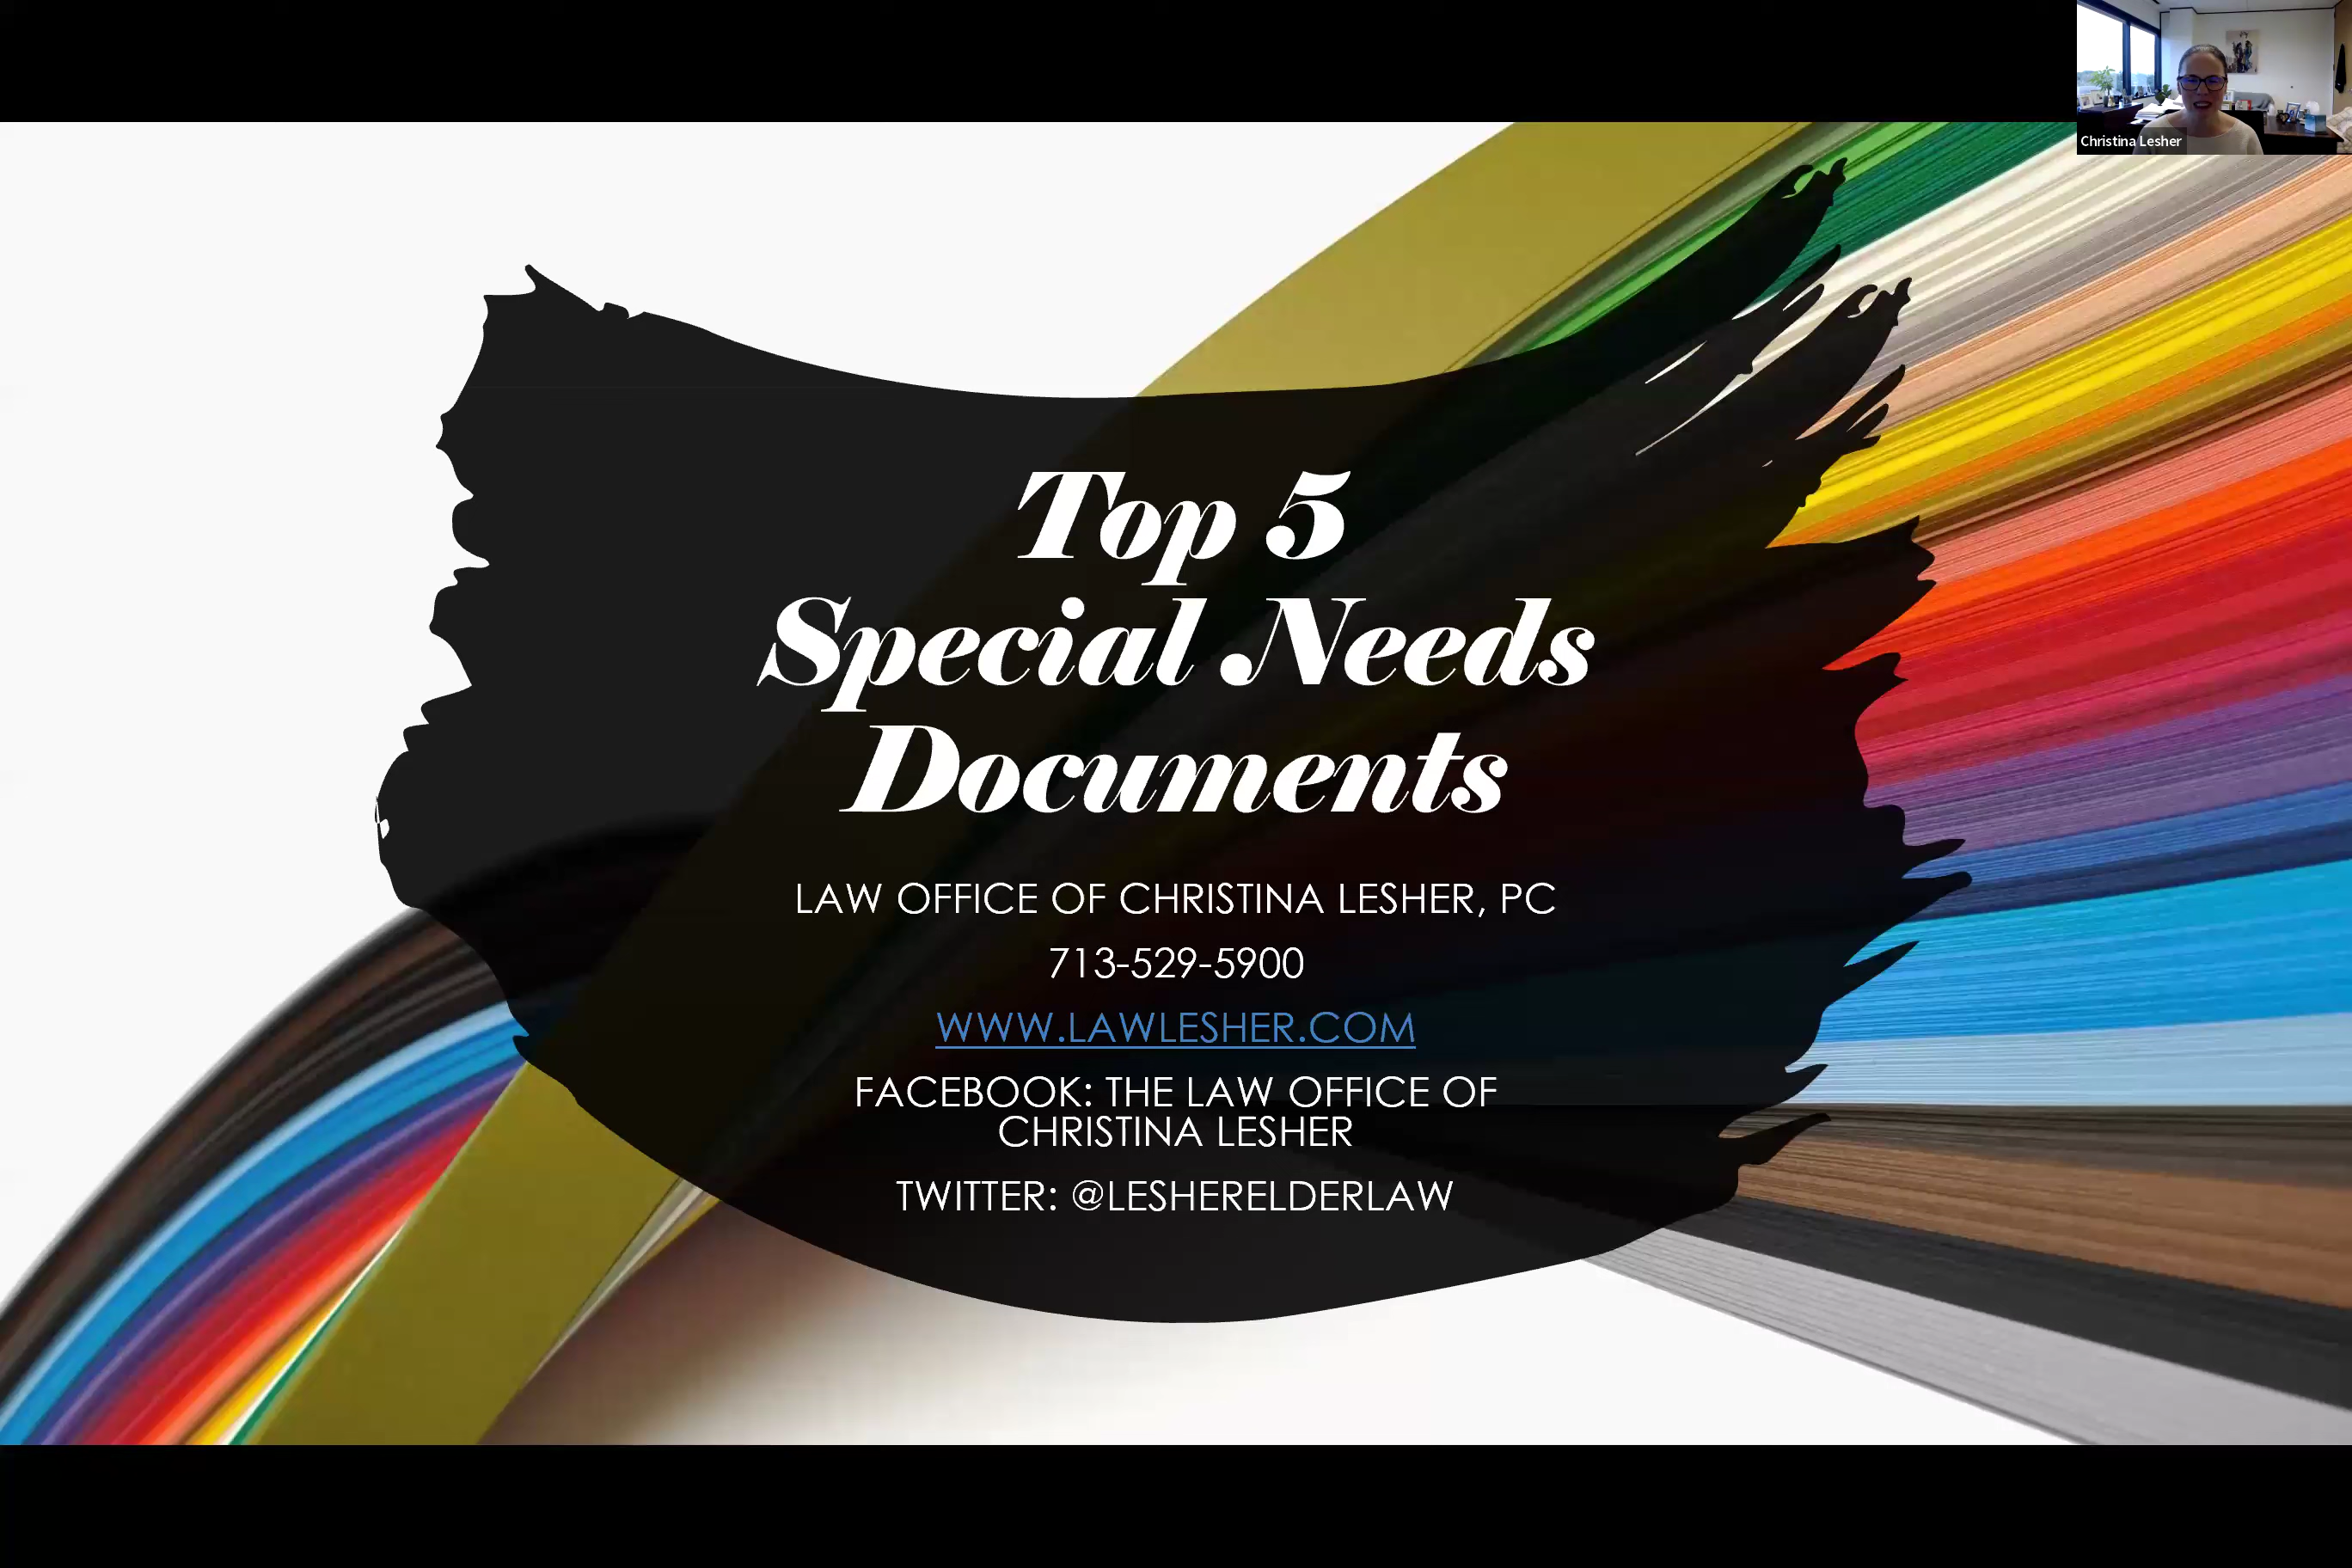 Christina Lesher
Top 5
Special Needs
Documents
LAW OFFICE OF CHRISTINA LESHER, PC
713-529-5900
WWW.LAWLESHER.COM
FACEBOOK: THE LAW OFFICE OF
CHRISTINA LESHER
TWITTER: @LESHERELDERLAW